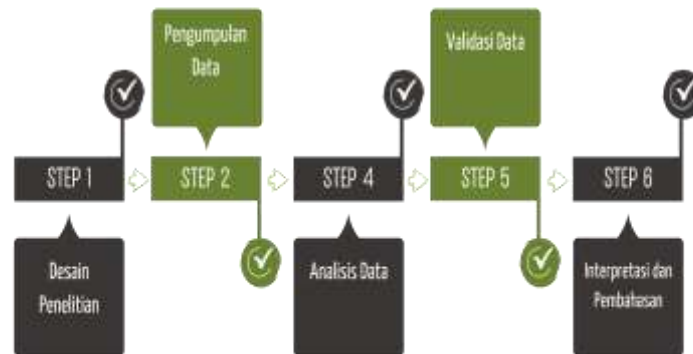 Pengumpulan
Data
Validasi Data
STEP 1
STEP 2
STEP 4
STEP 5
STEP 6
Desain
Penelitian
Analisis Data
Interpretasi dan
Pembahasan